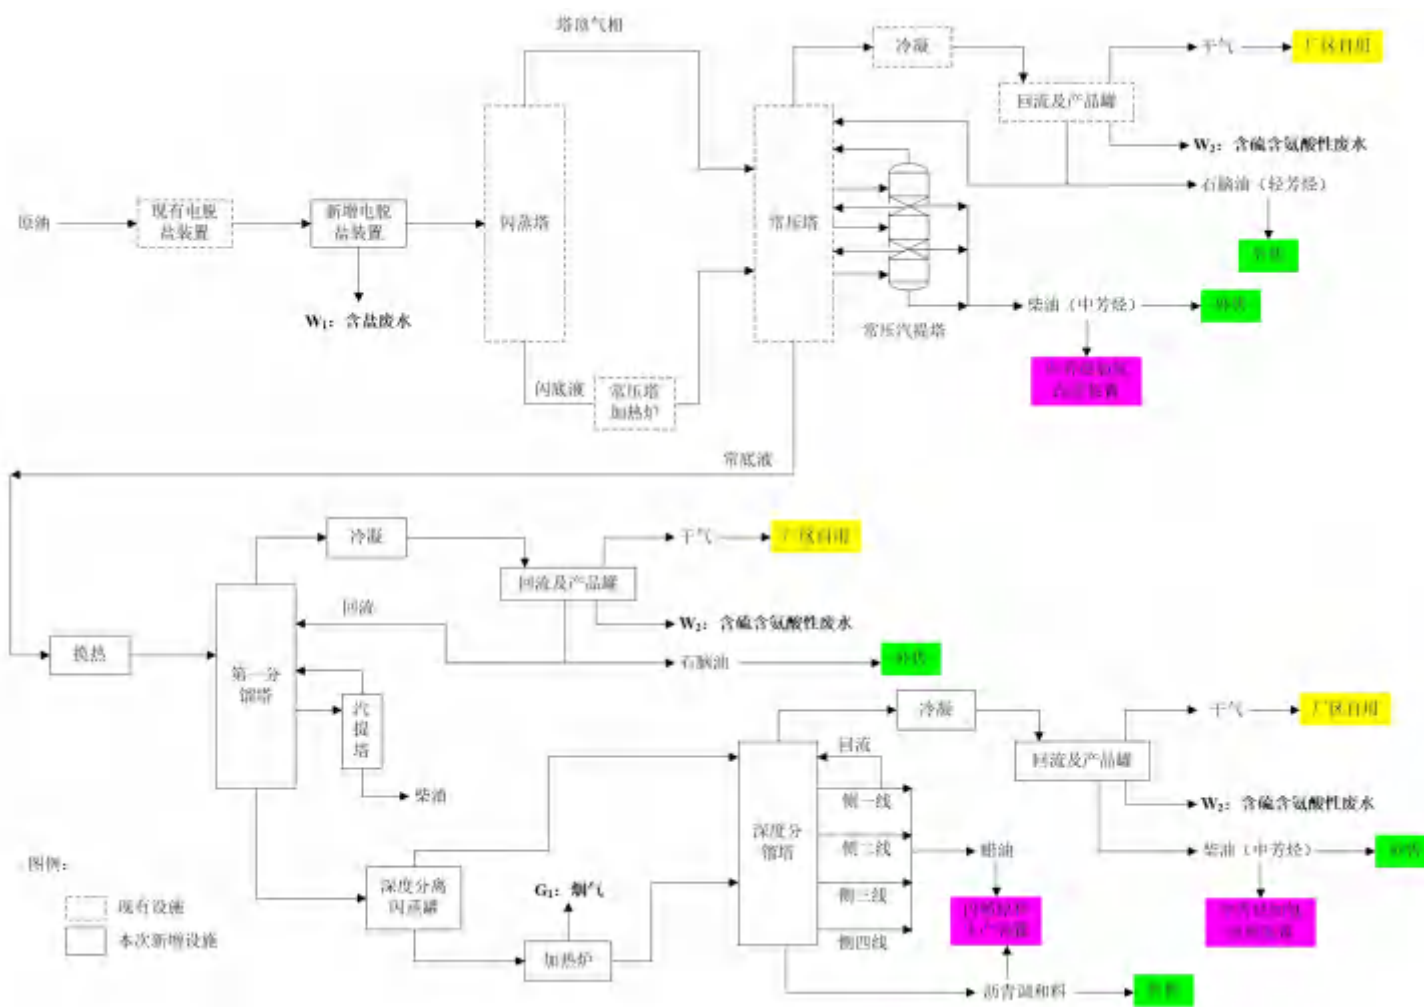 塔顶气相
冷凝
干气
厂区自用
回流及产品罐
W₂：含硫含氨酸性废水
石脑油（轻芳烃）
原油
现有电脱
盐装置
新增电脱
盐装置
闪蒸塔
常压塔
W₁：含盐废水
柴油（中芳烃）
外售
常压汽提塔
闪底液
常压塔
加热炉
常底液
冷凝
干气
厂区自用
回流及产品罐
回流
W₂：含硫含氨酸性废水
换热
第一分
馏塔
石脑油
外售
汽
提
塔
柴油
冷凝
干气
厂区自用
回流
回流及产品罐
侧一线
W₂：含硫含氨酸性废水
深度分
馏塔
侧二线
蜡油
柴油（中芳烃）
外售
图例：
现有设施
本次新增设施
深度分离
闪蒸罐
G₁：烟气
侧三线
侧四线
加热炉
沥青调和料